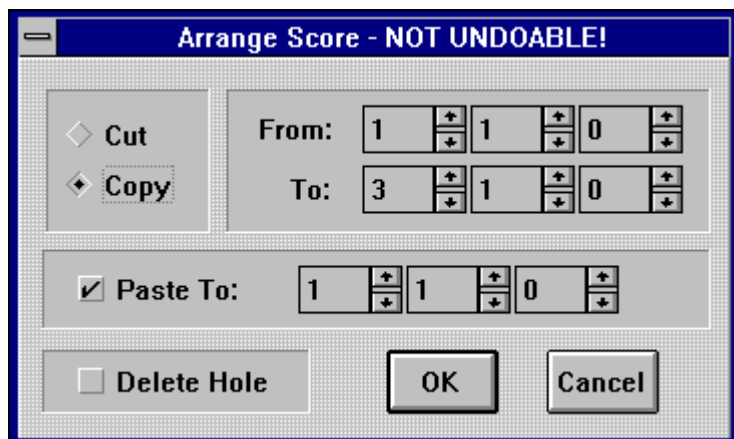 Arrange Score - NOT UNDOABLE!
Cut
Copy
From: 1 1 0
To: 3 1 0
Paste To: 1 1 0
Delete Hole
OK
Cancel